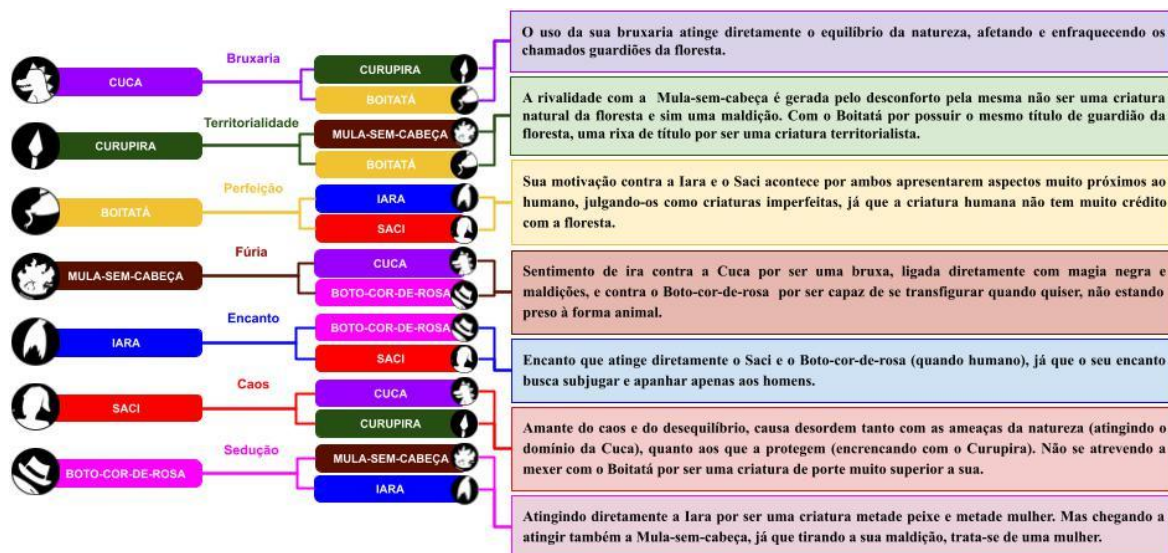 Bruxaria
CUCA
CURUPIRA
BOITATÁ
O uso da sua bruxaria atinge diretamente o equilíbrio da natureza, afetando e enfraquecendo os
chamados guardiões da floresta.
Territorialidade
CURUPIRA
MULA-SEM-CABEÇA
BOITATÁ
A rivalidade com a Mula-sem-cabeça é gerada pelo desconforto pela mesma não ser uma criatura
natural da floresta e sim uma maldição. Com o Boitatá por possuir o mesmo título de guardião da
floresta, uma rixa de título por ser uma criatura territorialista.
Perfeição
BOITATÁ
IARA
SACI
Sua motivação contra a Iara e o Saci acontece por ambos apresentarem aspectos muito próximos ao
humano, julgando-os como criaturas imperfeitas, já que a criatura humana não tem muito crédito
com a floresta.
Fúria
MULA-SEM-CABEÇA
CUCA
BOTO-COR-DE-ROSA
Sentimento de ira contra a Cuca por ser uma bruxa, ligada diretamente com magia negra e
maldições, e contra o Boto-cor-de-rosa por ser capaz de se transfigurar quando quiser, não estando
preso à forma animal.
Encanto
IARA
BOTO-COR-DE-ROSA
SACI
Encanto que atinge diretamente o Saci e o Boto-cor-de-rosa (quando humano), já que o seu encanto
busca subjugar e apanhar apenas aos homens.
Caos
SACI
CUCA
CURUPIRA
Amante do caos e do desequilíbrio, causa desordem tanto com as ameaças da natureza (atingindo o
domínio da Cuca), quanto aos que a protegem (encrencando com o Curupira). Não se atrevendo a
mexer com o Boitatá por ser uma criatura de porte muito superior a sua.
Sedução
BOTO-COR-DE-ROSA
MULA-SEM-CABEÇA
IARA
Atingindo diretamente a Iara por ser uma criatura metade peixe e metade mulher. Mas chegando a
atingir também a Mula-sem-cabeça, já que tirando a sua maldição, trata-se de uma mulher.